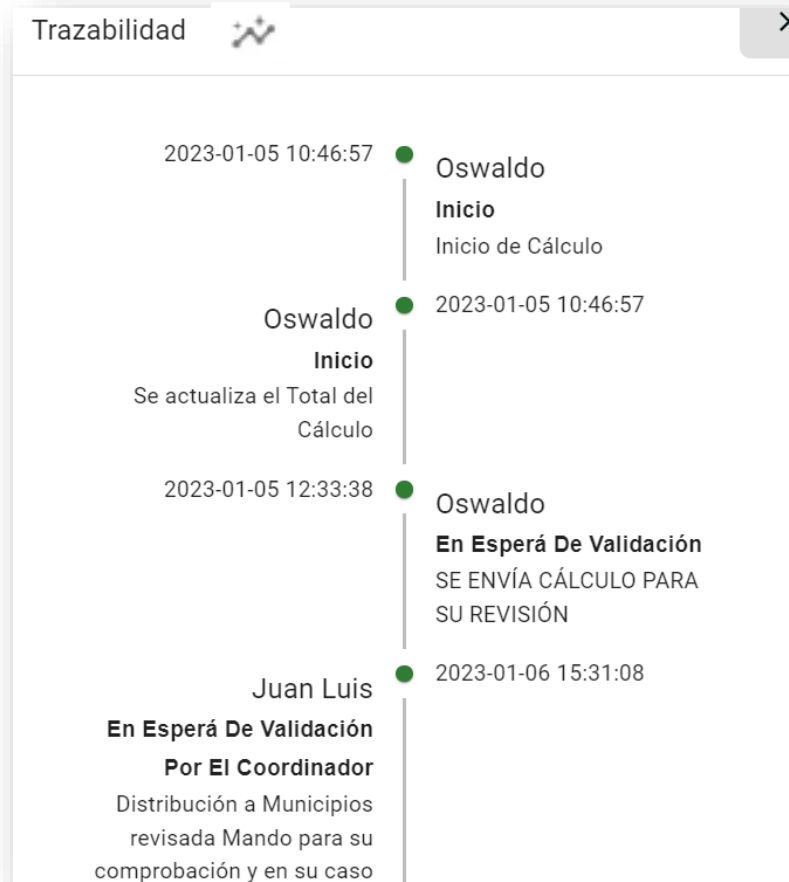 Trazabilidad
2023-01-05 10:46:57
Oswaldo
Inicio
Inicio de Cálculo
2023-01-05 10:46:57
Oswaldo
Inicio
Se actualiza el Total del
Cálculo
2023-01-05 12:33:38
Oswaldo
En Esperá De Validación
SE ENVÍA CÁLCULO PARA
SU REVISIÓN
2023-01-06 15:31:08
Juan Luis
En Esperá De Validación
Por El Coordinador
Distribución a Municipios
revisada Mando para su
comprobación y en su caso